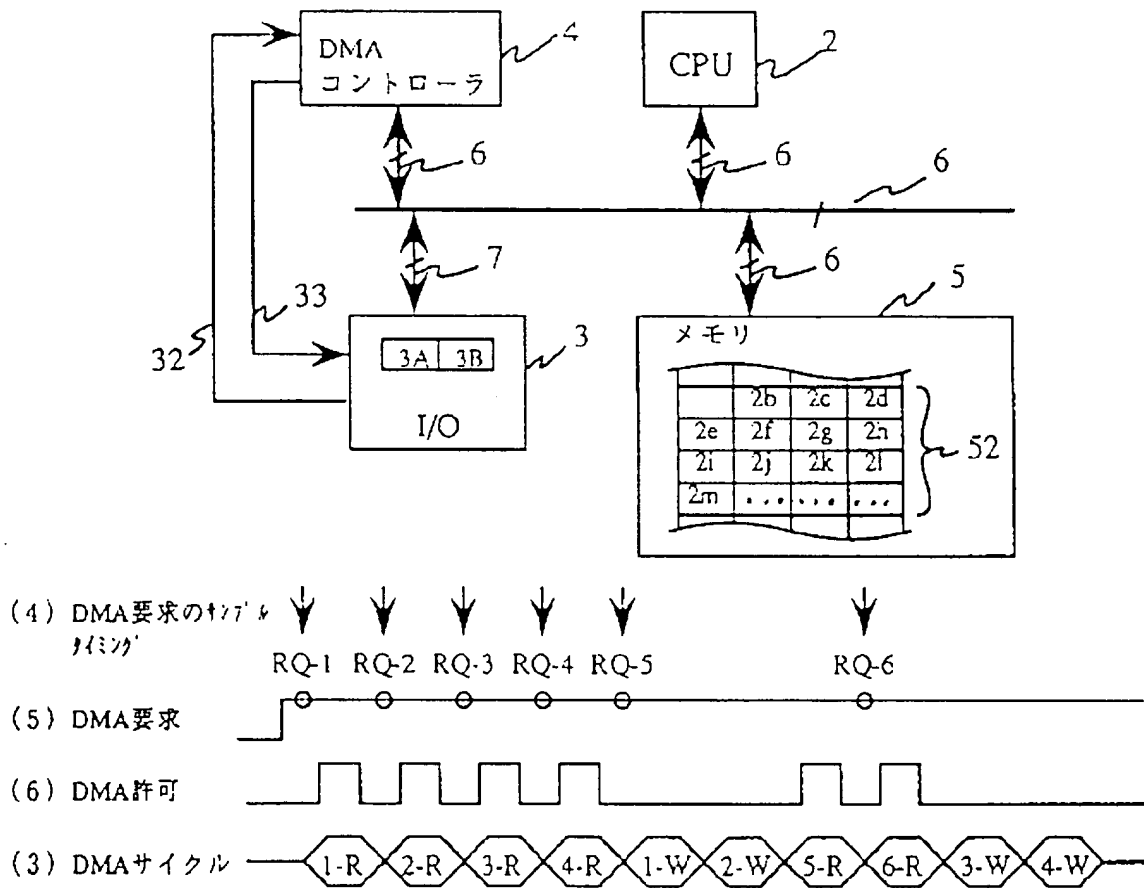 DMA
コントローラ
4
CPU
2
6
6
6
7
6
33
32
3A 3B
3
I/O
5
メモリ
2b 2c 2d
2e 2f 2g 2h
2i 2j 2k 2l
2m . . . . . . . . .
52
(4) DMA要求のサンプル
タイミング
RQ-1 RQ-2 RQ-3 RQ-4 RQ-5 RQ-6
(5) DMA要求
(6) DMA許可
(3) DMAサイクル
1-R 2-R 3-R 4-R 1-W 2-W 5-R 6-R 3-W 4-W